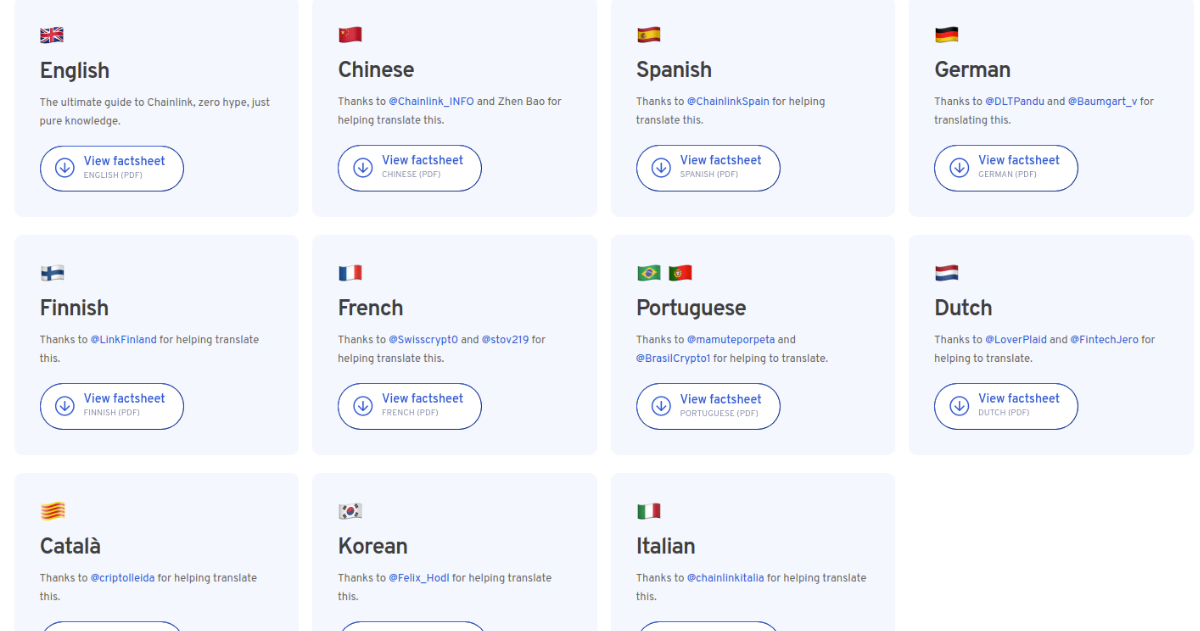 English
The ultimate guide to Chainlink, zero hype, just
pure knowledge.
View factsheet
ENGLISH (PDF)
Chinese
Thanks to @Chainlink_INFO and Zhen Bao for
helping translate this.
View factsheet
CHINESE (PDF)
Spanish
Thanks to @ChainlinkSpain for helping
translate this.
View factsheet
SPANISH (PDF)
German
Thanks to @DLTPandu and @Baumgart_v for
translating this.
View factsheet
GERMAN (PDF)
Finnish
Thanks to @LinkFinland for helping translate
this.
View factsheet
FINNISH (PDF)
French
Thanks to @Swisscrypt0 and @stov219 for
helping translate this.
View factsheet
FRENCH (PDF)
Portuguese
Thanks to @mamuteporpeta and
@BrasilCrypto1 for helping to translate.
View factsheet
PORTUGUESE (PDF)
Dutch
Thanks to @LoverPlaid and @FintechJero for
helping to translate.
View factsheet
DUTCH (PDF)
Català
Thanks to @criptolleida for helping translate
this.
Korean
Thanks to @Felix_Hodl for helping translate
this.
Italian
Thanks to @chainlinkitalia for helping translate
this.